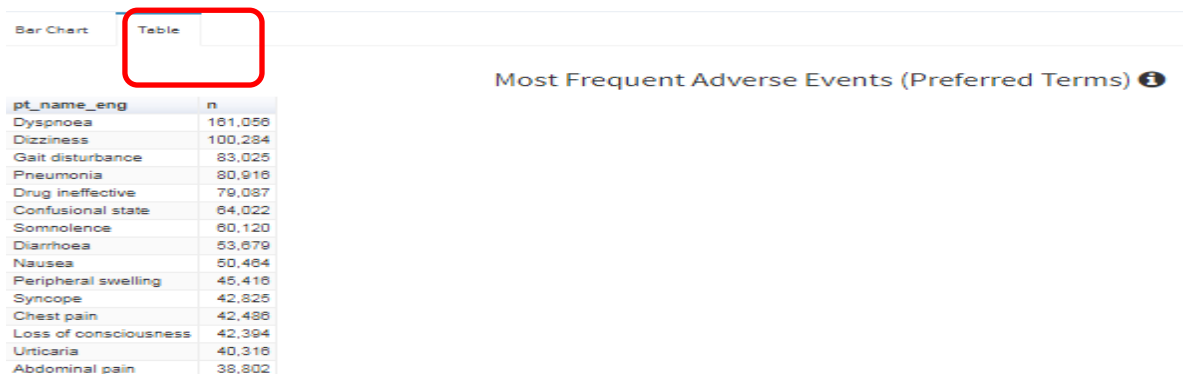 Bar Chart Table
Most Frequent Adverse Events (Preferred Terms)
pt_name_eng n
Dyspnoea 161,056
Dizziness 100,284
Gait disturbance 83,025
Pneumonia 80,916
Drug ineffective 79,087
Confusional state 64,022
Somnolence 60,120
Diarrhoea 53,679
Nausea 50,464
Peripheral swelling 45,416
Syncope 42,825
Chest pain 42,486
Loss of consciousness 42,394
Urticaria 40,316
Abdominal pain 38,802